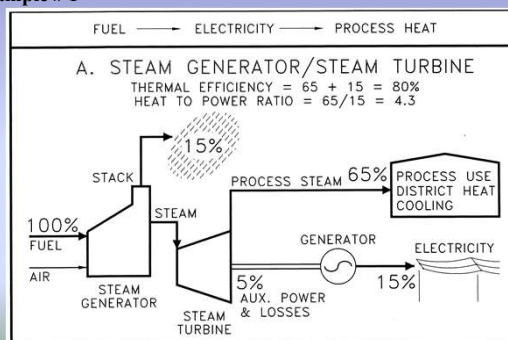 FUEL → ELECTRICITY → PROCESS HEAT
A. STEAM GENERATOR/STEAM TURBINE
THERMAL EFFICIENCY = 65 + 15 = 80%
HEAT TO POWER RATIO = 65/15 = 4.3
15%
STACK
PROCESS STEAM 65%
PROCESS USE
DISTRICT HEAT
COOLING
100%
FUEL
STEAM
AIR
STEAM
GENERATOR
GENERATOR
ELECTRICITY
5%
AUX. POWER
& LOSSES
15%
STEAM
TURBINE